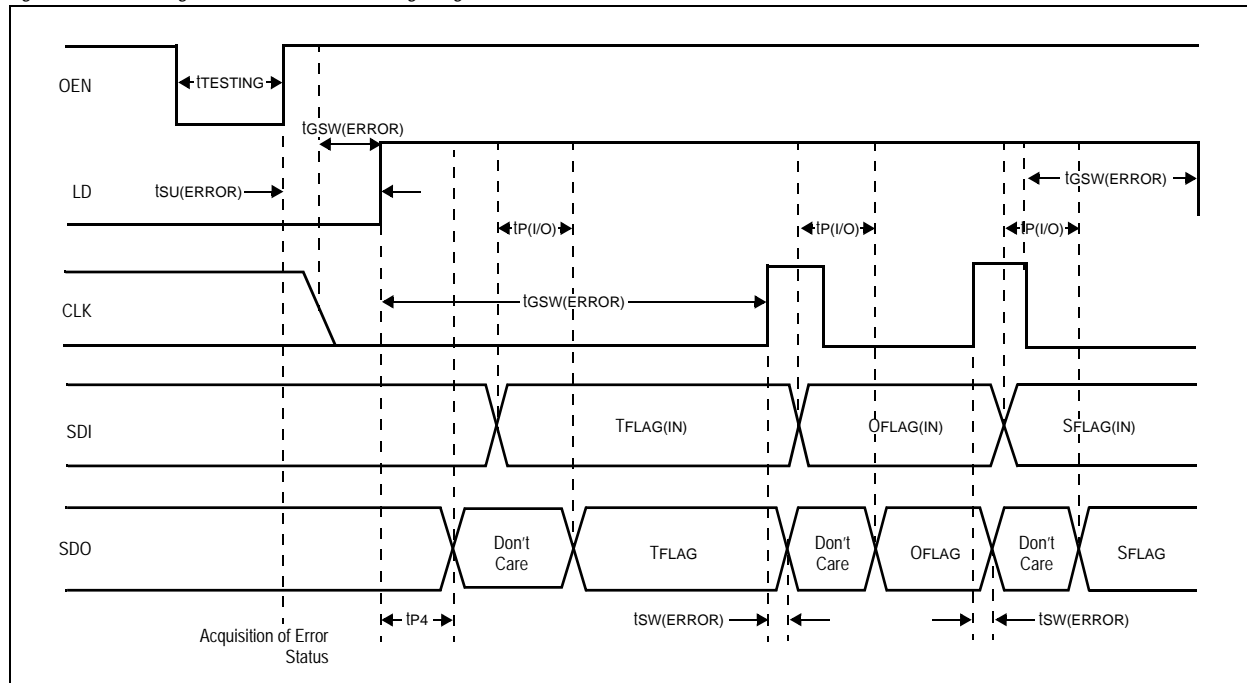 OEN
tTESTING
tGSW(ERROR)
LD
tSU(ERROR)
tGSW(ERROR)
tP(I/O)
tP(I/O)
tP(I/O)
CLK
tGSW(ERROR)
SDI
TFLAG(IN)
OFLAG(IN)
SFLAG(IN)
SDO
Don't
Care
TFLAG
Don't
Care
OFLAG
Don't
Care
SFLAG
tP4
tSW(ERROR)
tSW(ERROR)
Acquisition of Error
Status